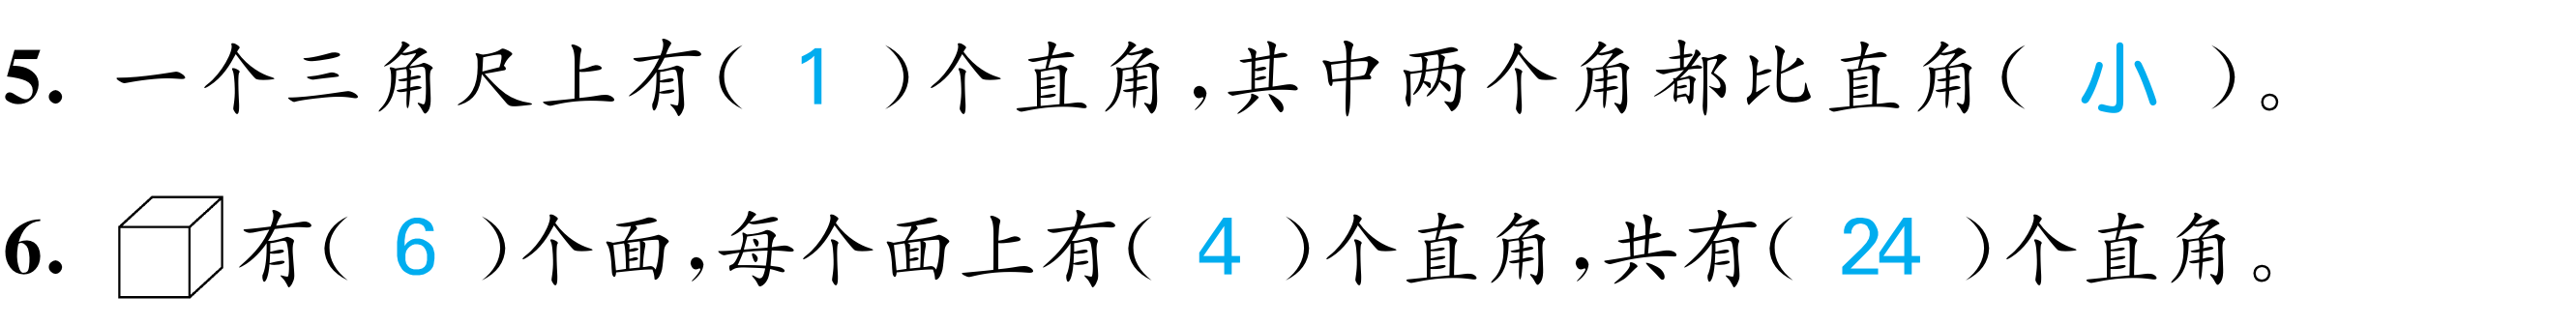 5. 一个三角尺上有( 1 )个直角,其中两个角都比直角( 小 )。
6. 有( 6 )个面,每个面上有( 4 )个直角,共有( 24 )个直角。